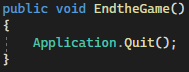 public void EndtheGame()
{
    Application.Quit();
}